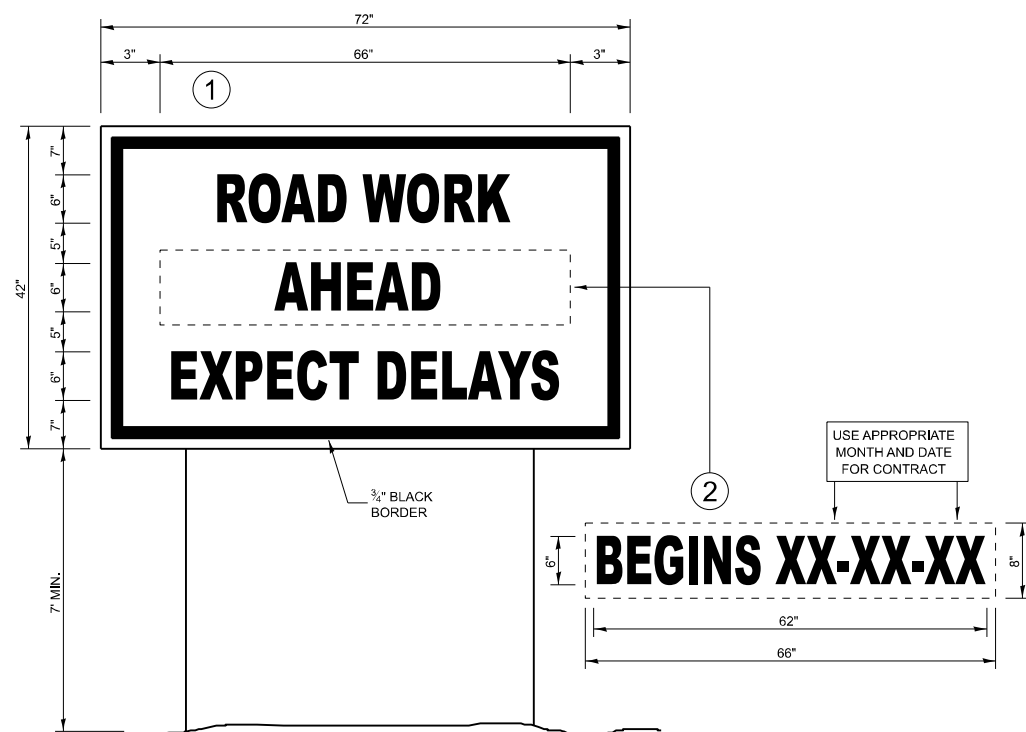 72"
3" 66" 3"
1
7"
6"
5"
6"
5"
6"
7"
42"
ROAD WORK
AHEAD
EXPECT DELAYS
¾" BLACK
BORDER
7' MIN.
2
USE APPROPRIATE
MONTH AND DATE
FOR CONTRACT
6"
BEGINS XX-XX-XX
8"
62"
66"